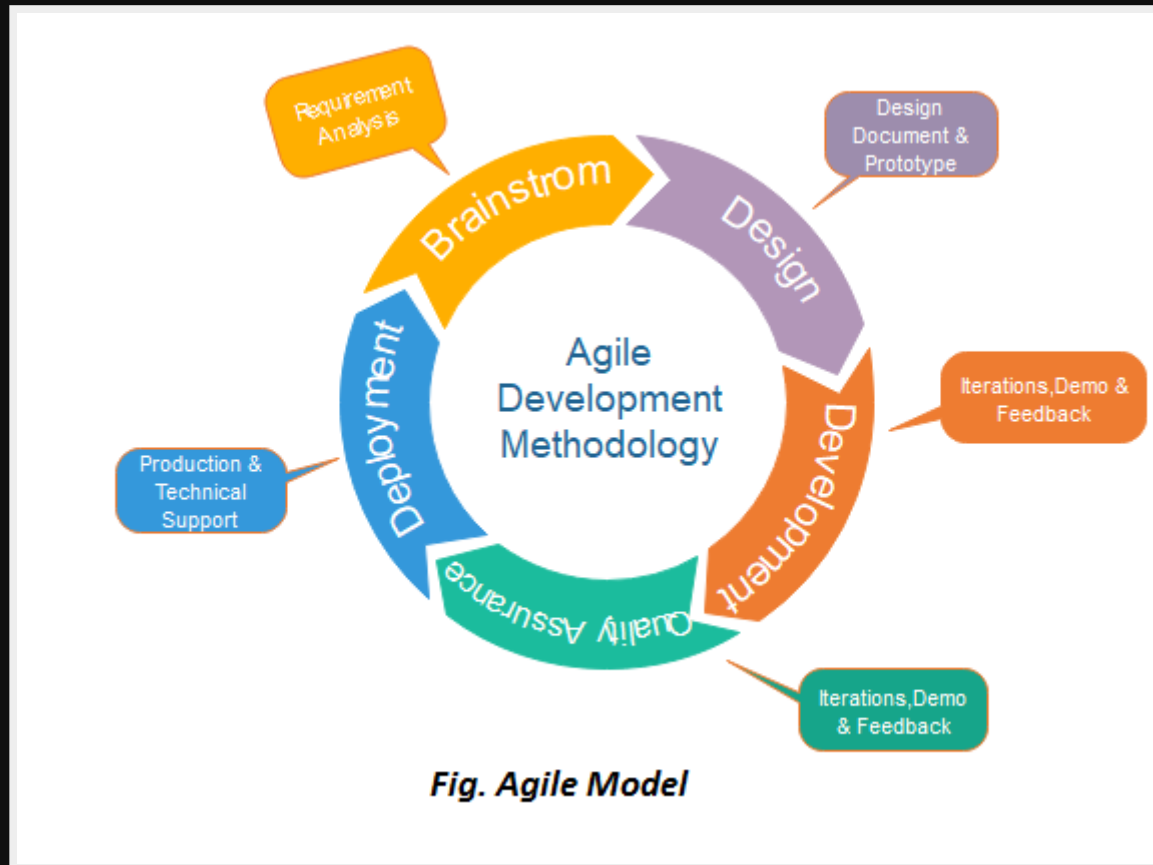 Requirement
Analysis
Brainstrom
Design
Document &
Prototype
Design
Iterations,Demo &
Feedback
Development
Agile
Development
Methodology
Deployment
Production &
Technical
Support
Quality Assurance
Iterations,Demo
& Feedback
Fig. Agile Model